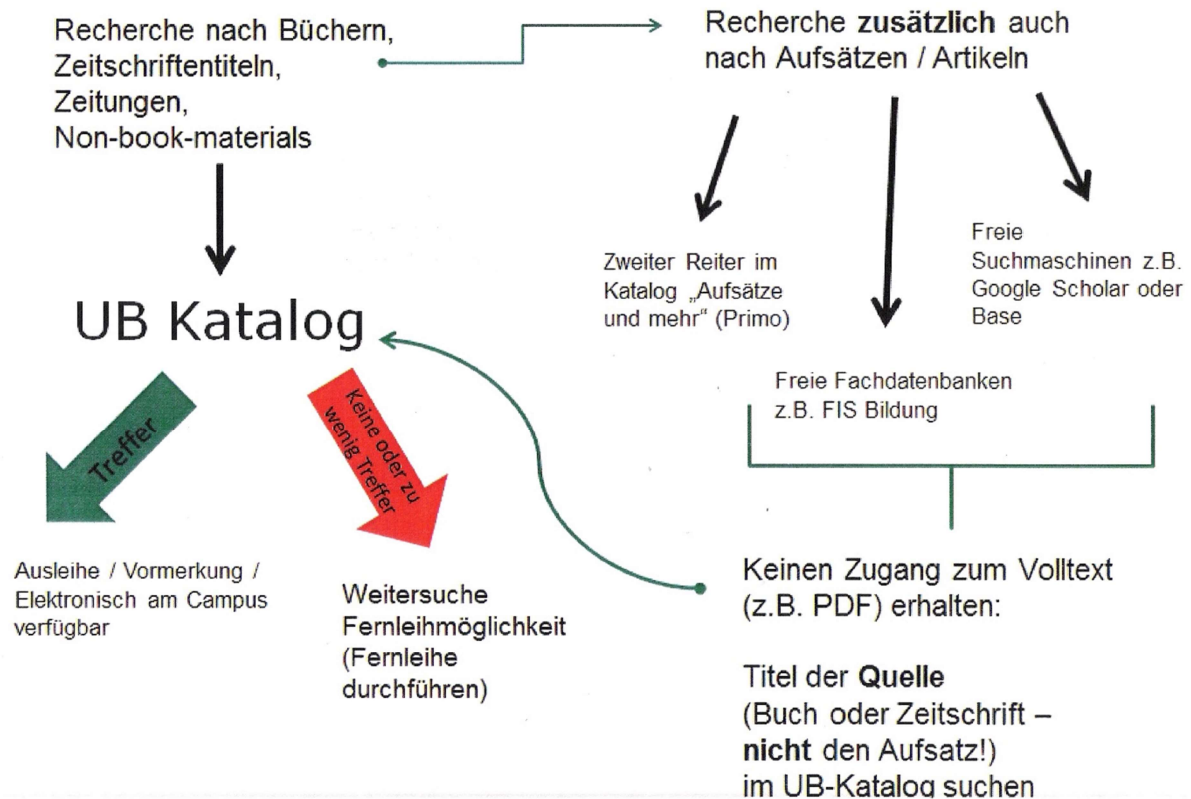 Recherche nach Büchern,
Zeitschriftentiteln,
Zeitungen,
Non-book-materials
Recherche zusätzlich auch
nach Aufsätzen / Artikeln
Zweiter Reiter im
Katalog „Aufsätze
und mehr“ (Primo)
Freie
Suchmaschinen z.B.
Google Scholar oder
Base
Freie Fachdatenbanken
z.B. FIS Bildung
UB Katalog
Treffer
Keine oder zu
wenig Treffer
Ausleihe / Vormerkung /
Elektronisch am Campus
verfügbar
Weitersuche
Fernleihmöglichkeit
(Fernleihe
durchführen)
Keinen Zugang zum Volltext
(z.B. PDF) erhalten:
Titel der Quelle
(Buch oder Zeitschrift –
nicht den Aufsatz!)
im UB-Katalog suchen